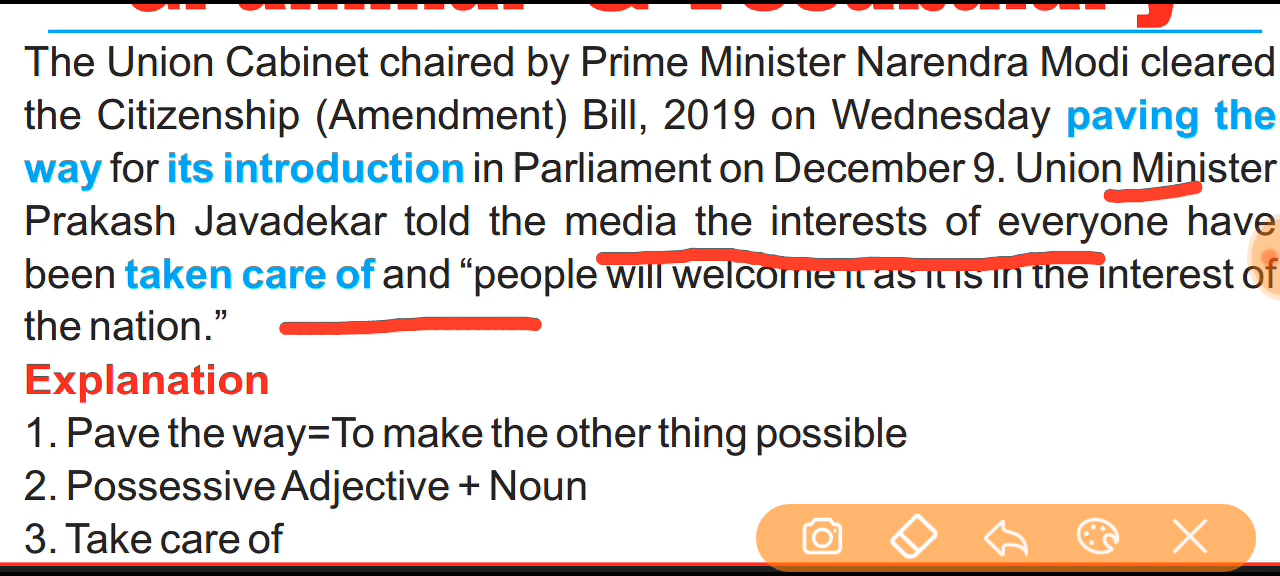 The Union Cabinet chaired by Prime Minister Narendra Modi cleared
the Citizenship (Amendment) Bill, 2019 on Wednesday paving the
way for its introduction in Parliament on December 9. Union Minister
Prakash Javadekar told the media the interests of everyone have
been taken care of and “people will welcome it as it is in the interest of
the nation.”
Explanation
1. Pave the way=To make the other thing possible
2. Possessive Adjective + Noun
3. Take care of